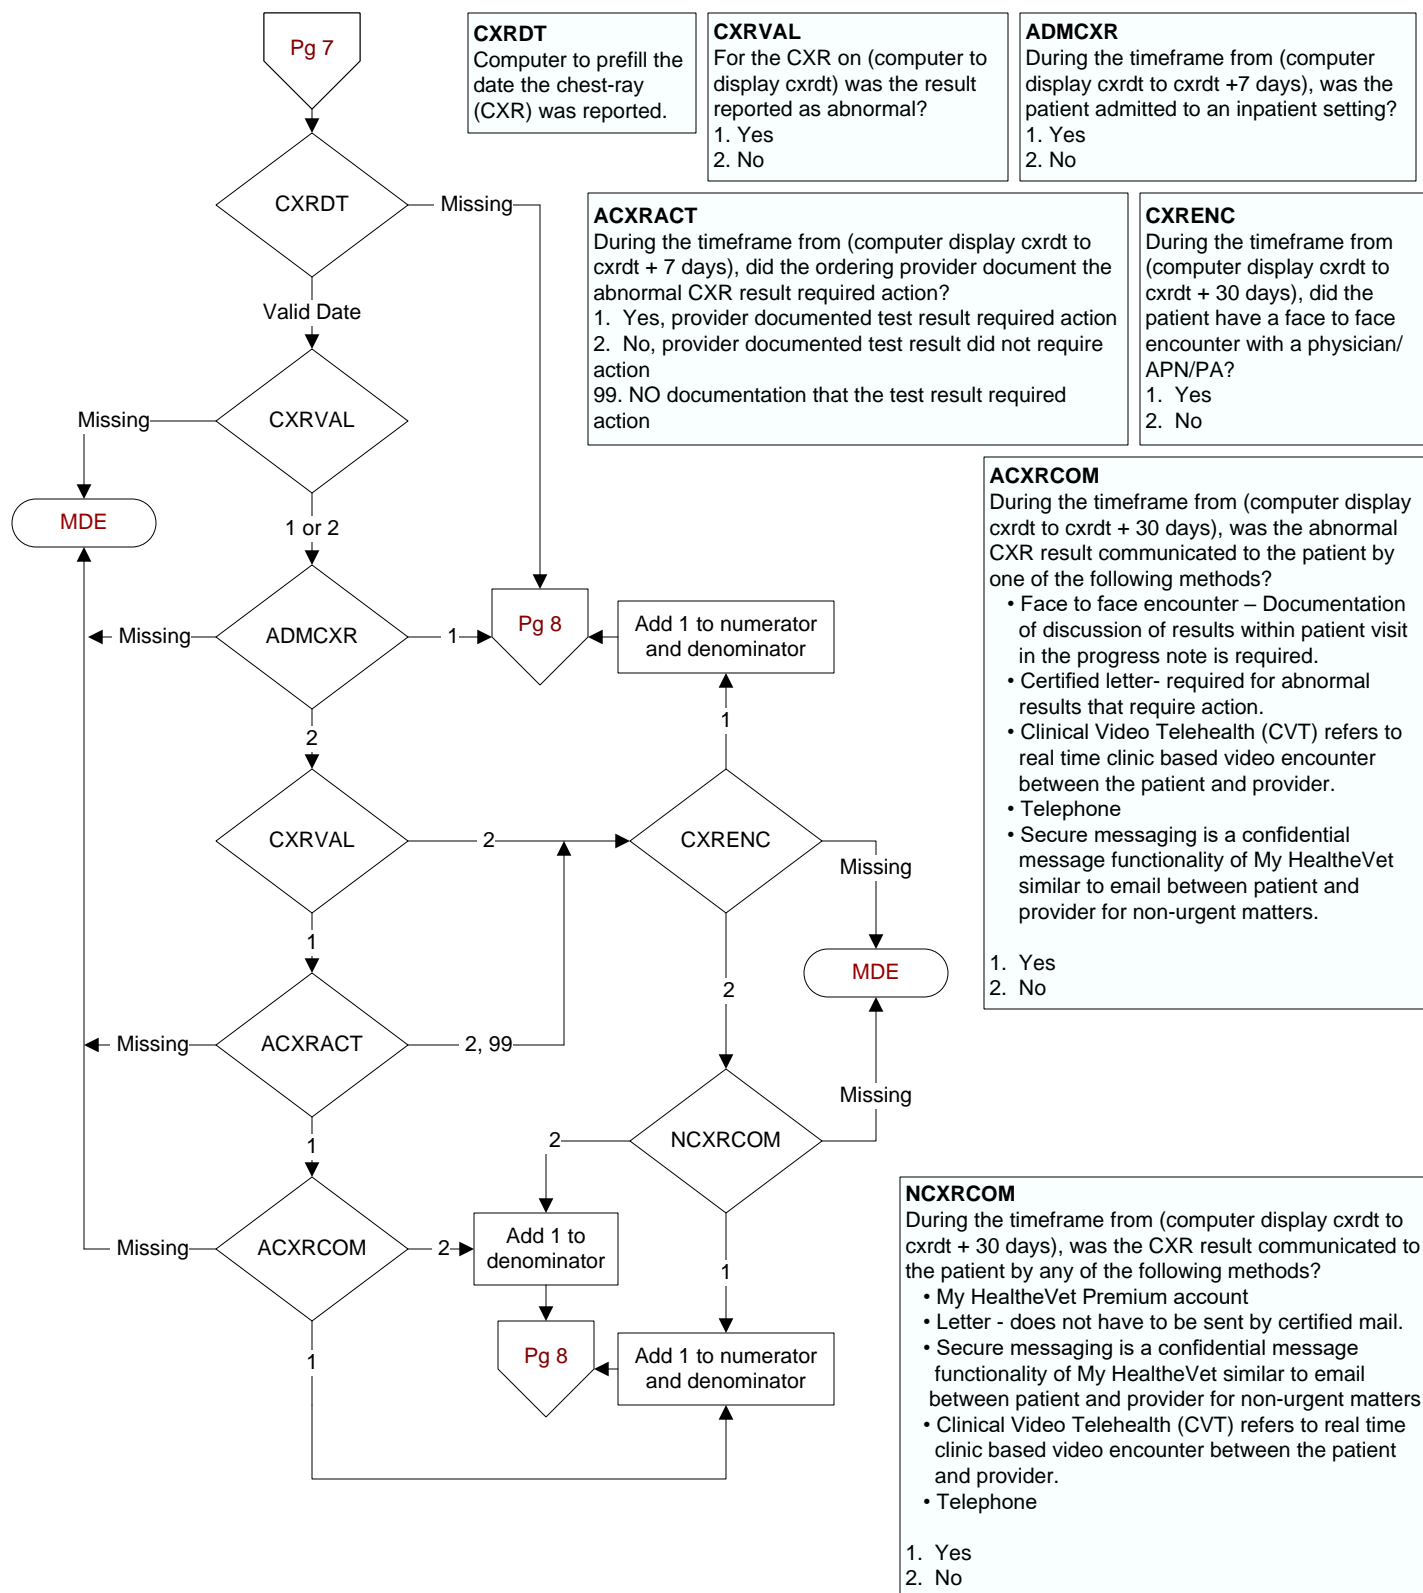 Pg 7
CXRDT
Computer to prefill the
date the chest-ray
(CXR) was reported.
CXRVAL
For the CXR on (computer to
display cxrdt) was the result
reported as abnormal?
1. Yes
2. No
ADMCXR
During the timeframe from (computer
display cxrdt to cxrdt +7 days), was the
patient admitted to an inpatient setting?
1. Yes
2. No
CXRDT
Missing
ACXRACT
During the timeframe from (computer display cxrdt to
cxrdt + 7 days), did the ordering provider document the
abnormal CXR result required action?
1. Yes, provider documented test result required action
2. No, provider documented test result did not require
action
99. NO documentation that the test result required
action
CXRENC
During the timeframe from
(computer display cxrdt to
cxrdt + 30 days), did the
patient have a face to face
encounter with a physician/
APN/PA?
1. Yes
2. No
Valid Date
Missing
CXRVAL
MDE
1 or 2
ACXRCOM
During the timeframe from (computer display
cxrdt to cxrdt + 30 days), was the abnormal
CXR result communicated to the patient by
one of the following methods?
• Face to face encounter – Documentation
of discussion of results within patient visit
in the progress note is required.
• Certified letter- required for abnormal
results that require action.
• Clinical Video Telehealth (CVT) refers to
real time clinic based video encounter
between the patient and provider.
• Telephone
• Secure messaging is a confidential
message functionality of My HealtheVet
similar to email between patient and
provider for non-urgent matters.
1. Yes
2. No
Missing
ADMCXR
1
Pg 8
Add 1 to numerator
and denominator
2
1
CXRVAL
2
CXRENC
Missing
1
2
MDE
Missing
ACXRACT
2, 99
Missing
1
2
NCXRCOM
Missing
ACXRCOM
2
Add 1 to
denominator
1
1
Pg 8
Add 1 to numerator
and denominator
NCXRCOM
During the timeframe from (computer display cxrdt to
cxrdt + 30 days), was the CXR result communicated to
the patient by any of the following methods?
• My HealtheVet Premium account
• Letter - does not have to be sent by certified mail.
• Secure messaging is a confidential message
functionality of My HealtheVet similar to email
between patient and provider for non-urgent matters
• Clinical Video Telehealth (CVT) refers to real time
clinic based video encounter between the patient
and provider.
• Telephone
1. Yes
2. No